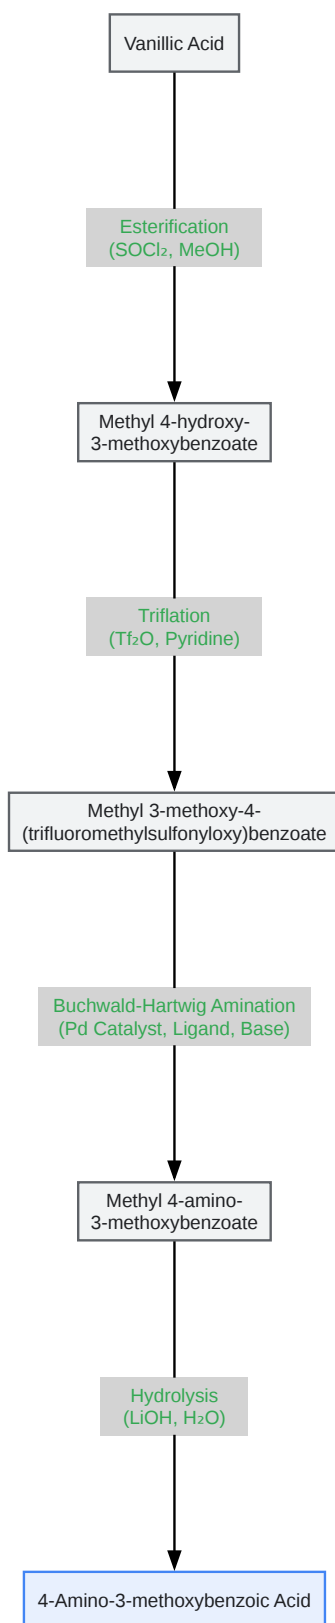 Vanillic Acid
Esterification
(SOCl₂, MeOH)
Methyl 4-hydroxy-
3-methoxybenzoate
Triflation
(Tf₂O, Pyridine)
Methyl 3-methoxy-4-
(trifluoromethylsulfonyloxy)benzoate
Buchwald-Hartwig Amination
(Pd Catalyst, Ligand, Base)
Methyl 4-amino-
3-methoxybenzoate
Hydrolysis
(LiOH, H₂O)
4-Amino-3-methoxybenzoic Acid